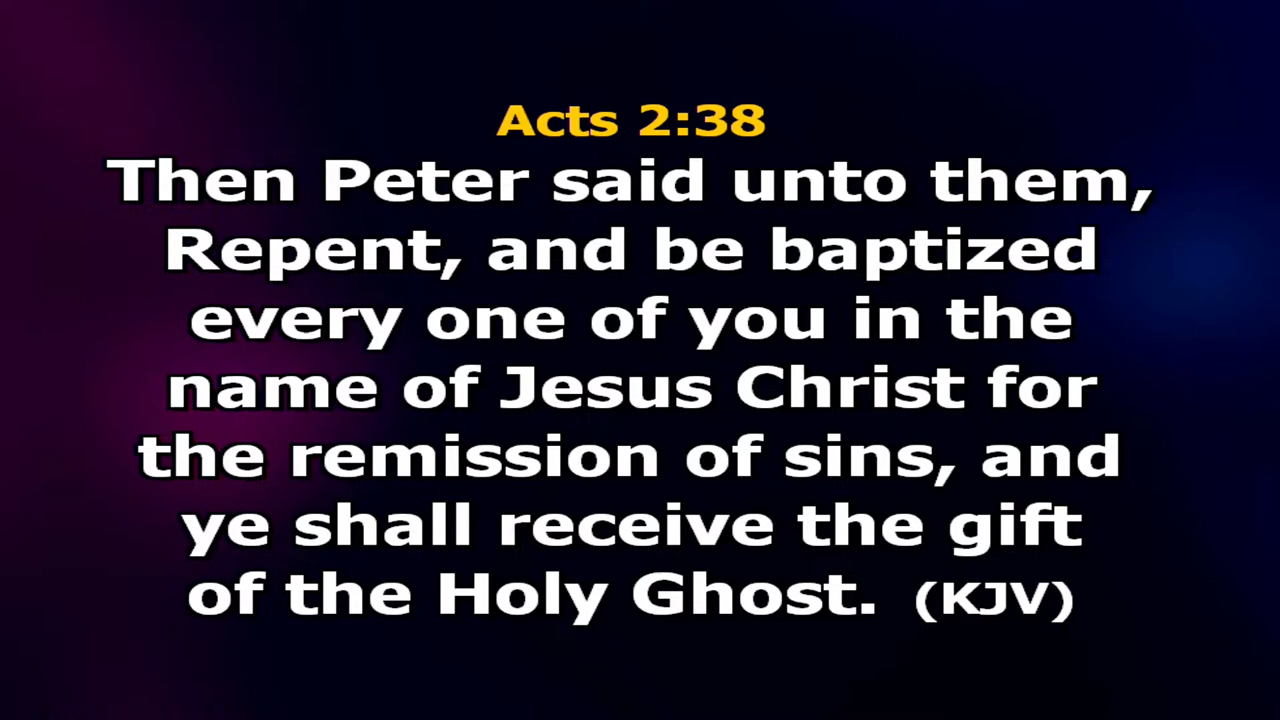 Acts 2:38
Then Peter said unto them,
Repent, and be baptized
every one of you in the
name of Jesus Christ for
the remission of sins, and
ye shall receive the gift
of the Holy Ghost. (KJV)